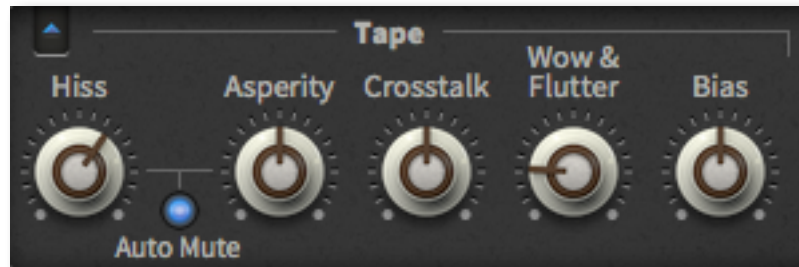 Tape
Hiss
Asperity
Crosstalk
Wow &
Flutter
Bias
Auto Mute